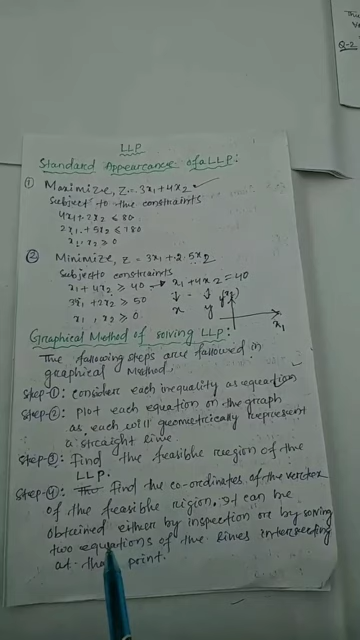 LLP
Standard Appearance of a LLP:
① Maximize, Z = 3x1 + 4x2
Subject to the constraints
4x1 + 2x2 ≤ 80
2x1 + 5x2 ≤ 180
x1, x2 ≥ 0
② Minimize, Z = 3x1 + 2.5x2
Subject to constraints
x1 + 4x2 ≥ 40 → x1 + 4x2 = 40
3x1 + 2x2 ≥ 50
x1, x2 ≥ 0
x y
x1
Graphical Method of solving LLP:
The following steps are followed in
graphical Method.
Step-①: Consider each inequality as equation
Step-②: Plot each equation on the graph
as each will geometrically represent
a straight line.
Step-③: Find the feasible region of the
LLP.
Step-④: Find the co-ordinates of the vertex
of the feasible region. It can be
obtained either by inspection or by solving
two equations of the lines intersecting
at that point.
Q-2